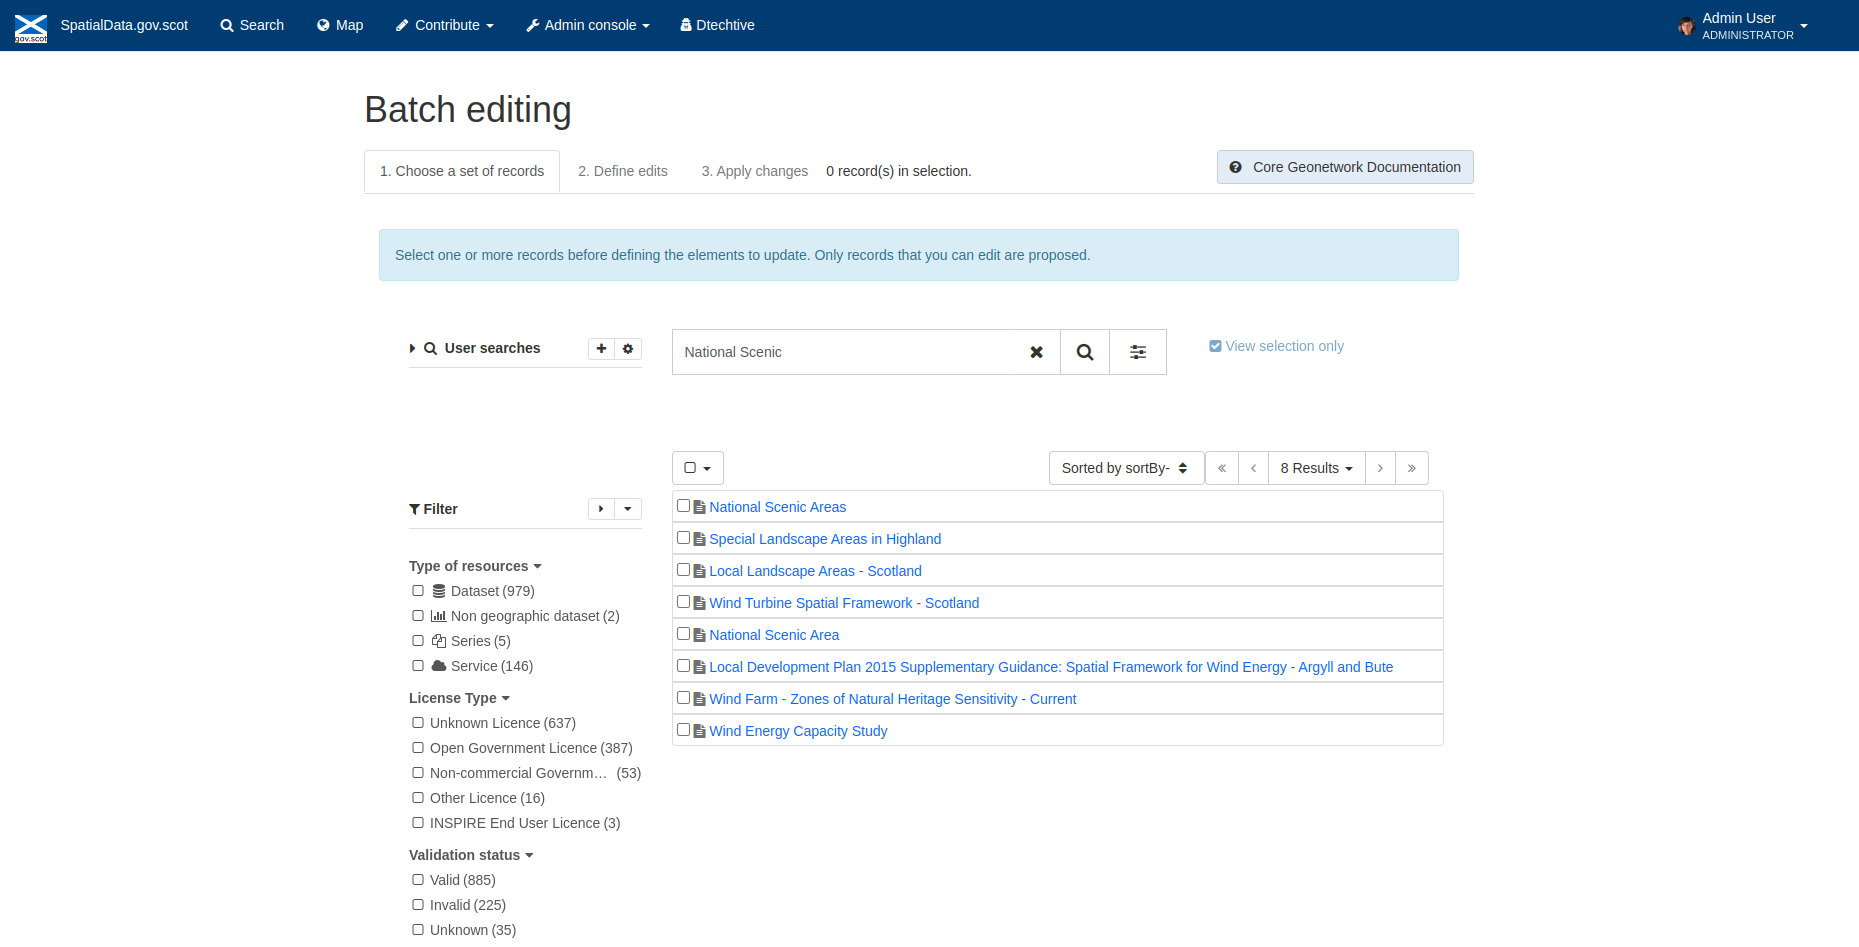 gov.scot SpatialData.gov.scot Search Map Contribute Admin console Dtechtive Admin User
ADMINISTRATOR
Batch editing
1. Choose a set of records 2. Define edits 3. Apply changes 0 record(s) in selection. Core Geonetwork Documentation
Select one or more records before defining the elements to update. Only records that you can edit are proposed.
User searches
National Scenic
View selection only
Sorted by sortBy- « ‹ 8 Results › »
Filter
Type of resources
Dataset (979)
Non geographic dataset (2)
Series (5)
Service (146)
License Type
Unknown Licence (637)
Open Government Licence (387)
Non-commercial Governm… (53)
Other Licence (16)
INSPIRE End User Licence (3)
Validation status
Valid (885)
Invalid (225)
Unknown (35)
National Scenic Areas
Special Landscape Areas in Highland
Local Landscape Areas - Scotland
Wind Turbine Spatial Framework - Scotland
National Scenic Area
Local Development Plan 2015 Supplementary Guidance: Spatial Framework for Wind Energy - Argyll and Bute
Wind Farm - Zones of Natural Heritage Sensitivity - Current
Wind Energy Capacity Study